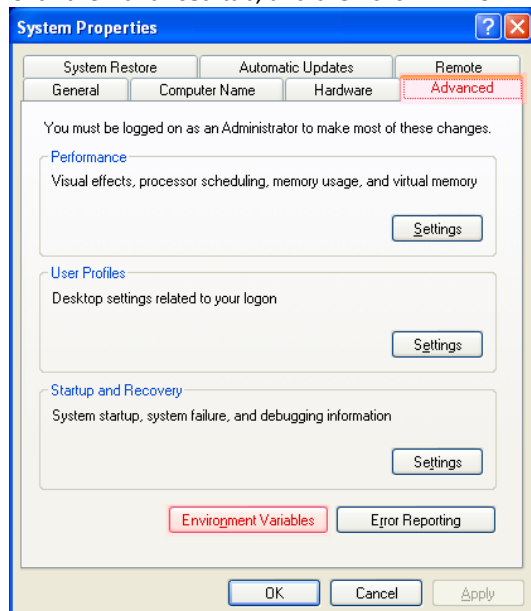 System Properties
System Restore Automatic Updates Remote
General Computer Name Hardware Advanced
You must be logged on as an Administrator to make most of these changes.
Performance
Visual effects, processor scheduling, memory usage, and virtual memory
Settings
User Profiles
Desktop settings related to your logon
Settings
Startup and Recovery
System startup, system failure, and debugging information
Settings
Environment Variables Error Reporting
OK Cancel Apply